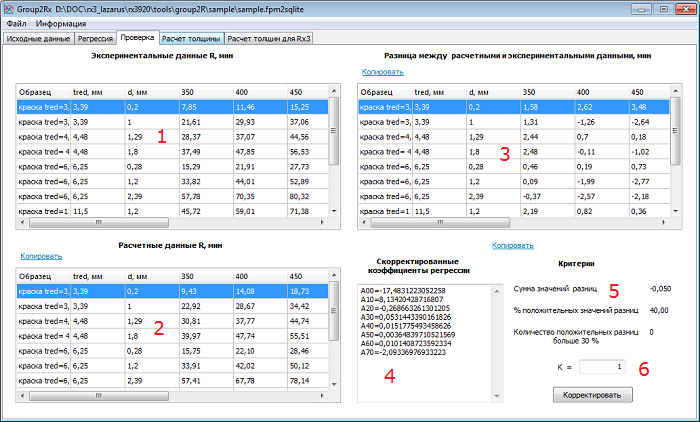 Group2Rx D:\DOC\rx3_lazarus\rx3920\tools\group2R\sample\sample.fpm2sqlite
Файл Информация
Исходные данные Регрессия Проверка Расчет толщины Расчет толщин для Rx3
Экспериментальные данные R, мин
Образец tred, мм d, мм 350 400 450
краска tred=3, 3,39 0,2 7,85 11,46 15,25
краска tred=3, 3,39 1 21,61 29,93 37,06
краска tred=4, 4,48 1,29 28,37 37,07 44,56
краска tred= 4 4,48 1,8 37,49 47,85 56,53
краска tred=6, 6,25 0,28 15,29 21,91 27,73
краска tred=6, 6,25 1,2 33,82 44,01 52,89
краска tred=6, 6,25 2,39 57,78 70,35 80,32
краска tred=1 11,5 1,2 45,72 59,01 71,38
1
Разница между расчетными и экспериментальными данными, мин
Копировать
Образец tred, мм d, мм 350 400 450
краска tred=3, 3,39 0,2 1,58 2,62 3,48
краска tred=3, 3,39 1 1,31 -1,26 -2,64
краска tred=4, 4,48 1,29 2,44 0,7 0,18
краска tred= 4 4,48 1,8 2,48 -0,11 -1,02
краска tred=6, 6,25 0,28 0,46 0,19 0,73
краска tred=6, 6,25 1,2 0,09 -1,99 -2,77
краска tred=6, 6,25 2,39 -0,37 -2,57 -2,18
краска tred=1 11,5 1,2 2,19 0,82 0,36
3
Расчетные данные R, мин
Копировать
Образец tred, мм d, мм 350 400 450
краска tred=3, 3,39 0,2 9,43 14,08 18,73
краска tred=3, 3,39 1 22,92 28,67 34,42
краска tred=4, 4,48 1,29 30,81 37,77 44,74
краска tred= 4 4,48 1,8 39,97 47,74 55,51
краска tred=6, 6,25 0,28 15,75 22,10 28,46
краска tred=6, 6,25 1,2 33,91 42,02 50,12
краска tred=6, 6,25 2,39 57,41 67,78 78,14
2
Копировать
Скорректированные
коэффициенты регрессии
A00=-17,4831223052258
A10=8,13420428716807
A20=-0,268663261301205
A30=0,0531443390161826
A40=0,0151775493458626
A50=0,00364839710521569
A60=0,0101408723592334
A70=-2,09336976933223
4
Критерии
Сумна значений разниц -0,050
5
% положительных значений разниц 40,00
Количество положительных разниц 0
больше 30 %
K = 1
6
Корректировать